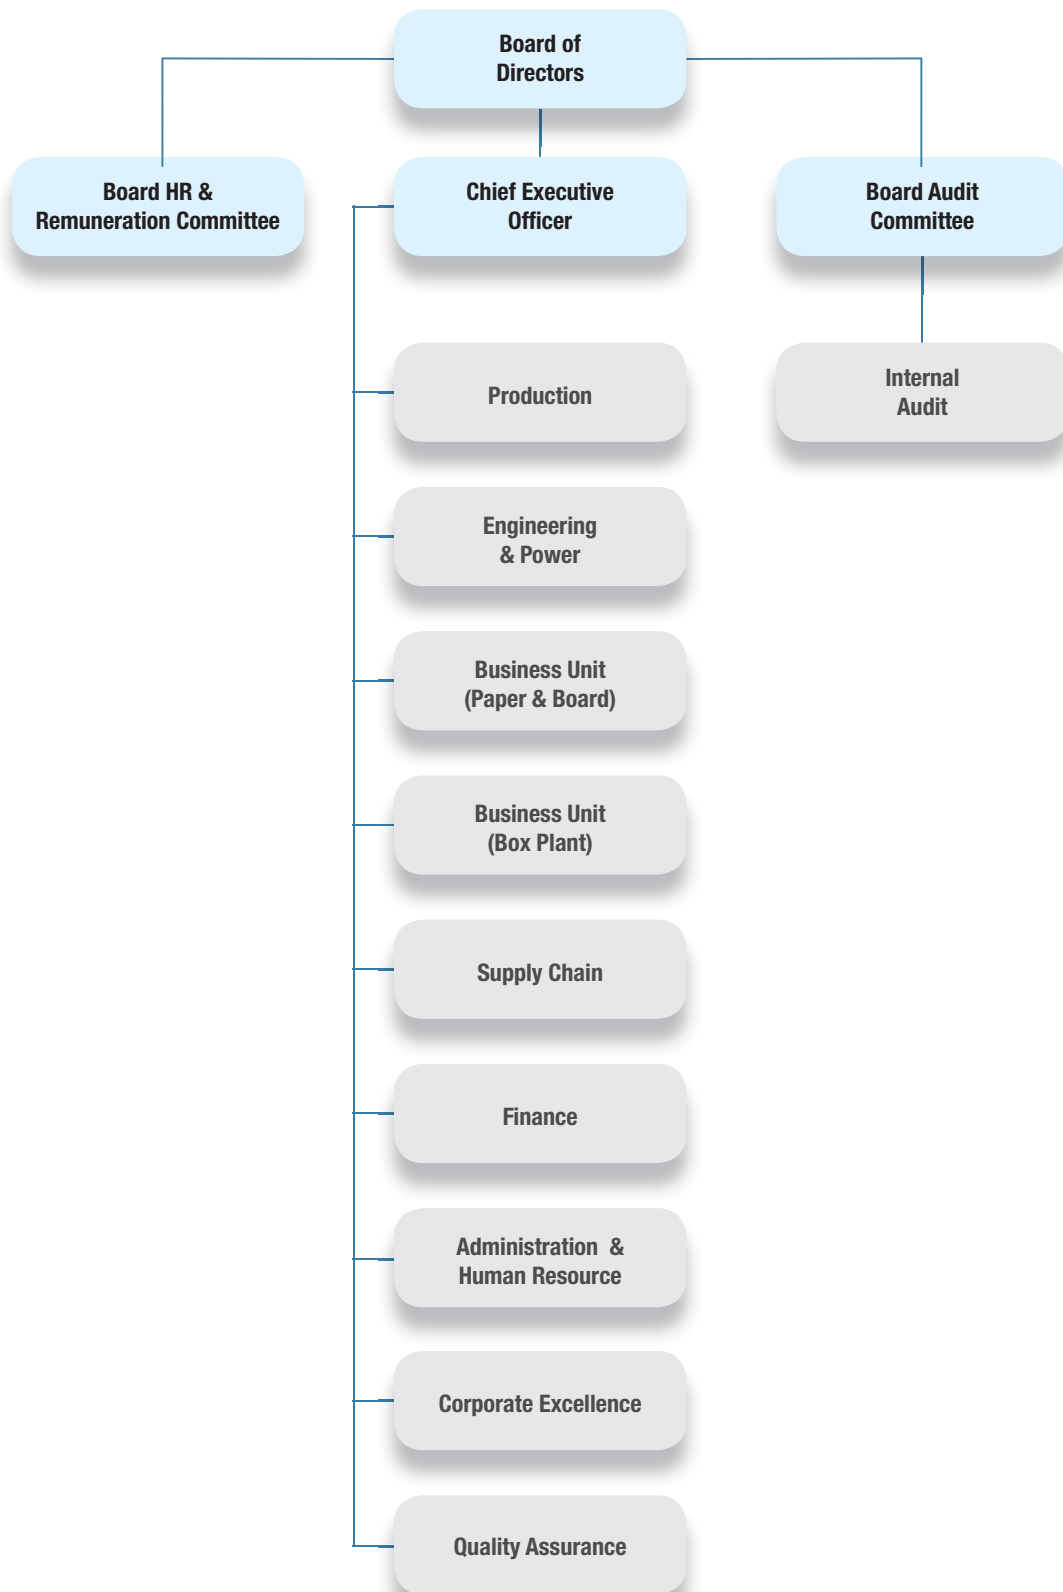 Board of
Directors
Board HR &
Remuneration Committee
Chief Executive
Officer
Board Audit
Committee
Production
Internal
Audit
Engineering
& Power
Business Unit
(Paper & Board)
Business Unit
(Box Plant)
Supply Chain
Finance
Administration &
Human Resource
Corporate Excellence
Quality Assurance